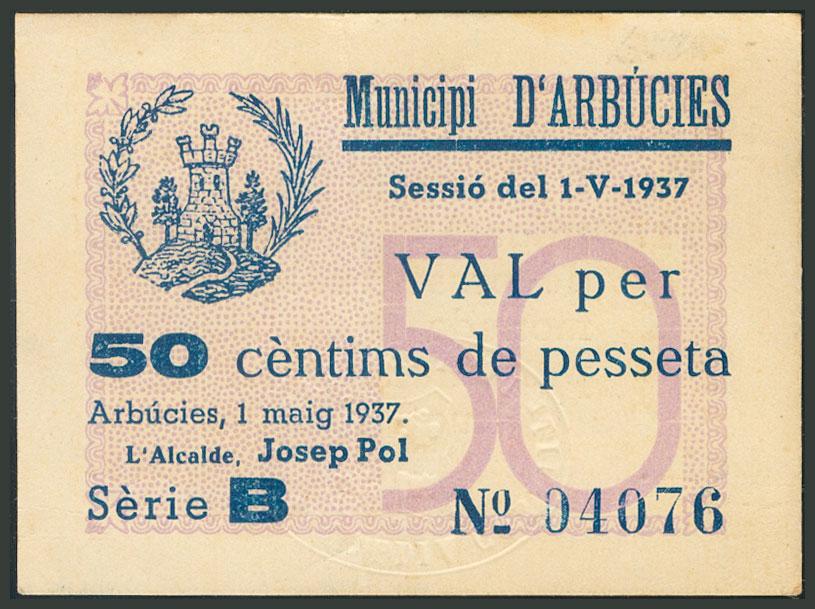 Municipi D'ARBÚCIES
Sessió del 1-V-1937
50
VAL per
50 cèntims de pesseta
Arbúcies, 1 maig 1937.
L'Alcalde, Josep Pol
Sèrie B
Nº 04076